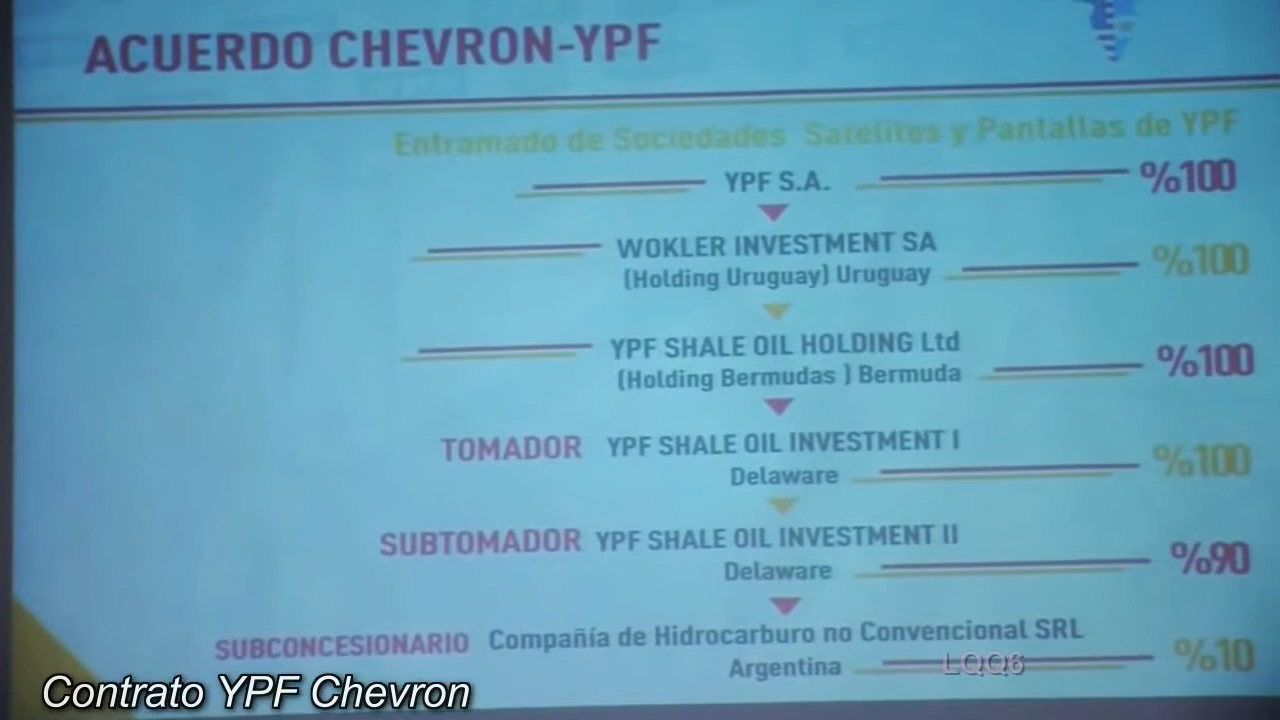 ACUERDO CHEVRON-YPF
Entramado de Sociedades Satelites y Pantallas de YPF
YPF S.A. %100
WOKLER INVESTMENT SA
(Holding Uruguay) Uruguay %100
YPF SHALE OIL HOLDING Ltd
(Holding Bermudas ) Bermuda %100
TOMADOR YPF SHALE OIL INVESTMENT I
Delaware %100
SUBTOMADOR YPF SHALE OIL INVESTMENT II
Delaware %90
SUBCONCESIONARIO Compañía de Hidrocarburo no Convencional SRL
Argentina %10
LQQ6
Contrato YPF Chevron